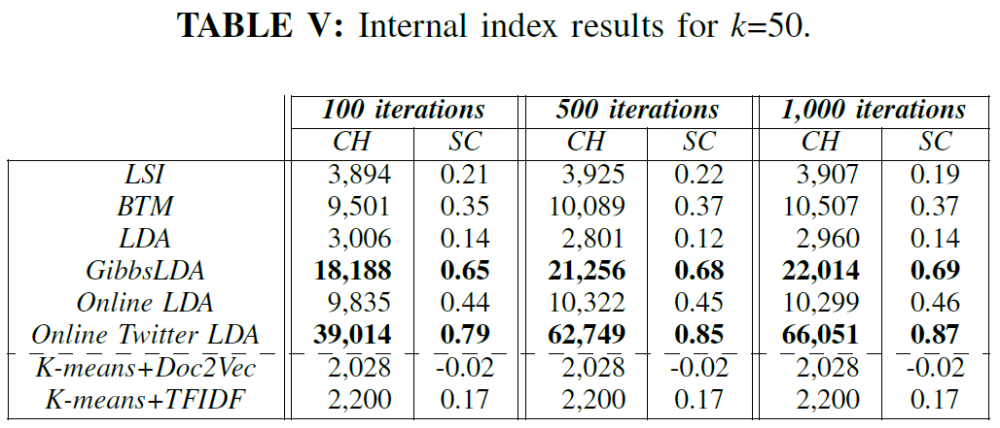 TABLE V: Internal index results for k=50.
100 iterations 500 iterations 1,000 iterations
CH SC CH SC CH SC
LSI 3,894 0.21 3,925 0.22 3,907 0.19
BTM 9,501 0.35 10,089 0.37 10,507 0.37
LDA 3,006 0.14 2,801 0.12 2,960 0.14
GibbsLDA 18,188 0.65 21,256 0.68 22,014 0.69
Online LDA 9,835 0.44 10,322 0.45 10,299 0.46
Online Twitter LDA 39,014 0.79 62,749 0.85 66,051 0.87
K-means+Doc2Vec 2,028 -0.02 2,028 -0.02 2,028 -0.02
K-means+TFIDF 2,200 0.17 2,200 0.17 2,200 0.17